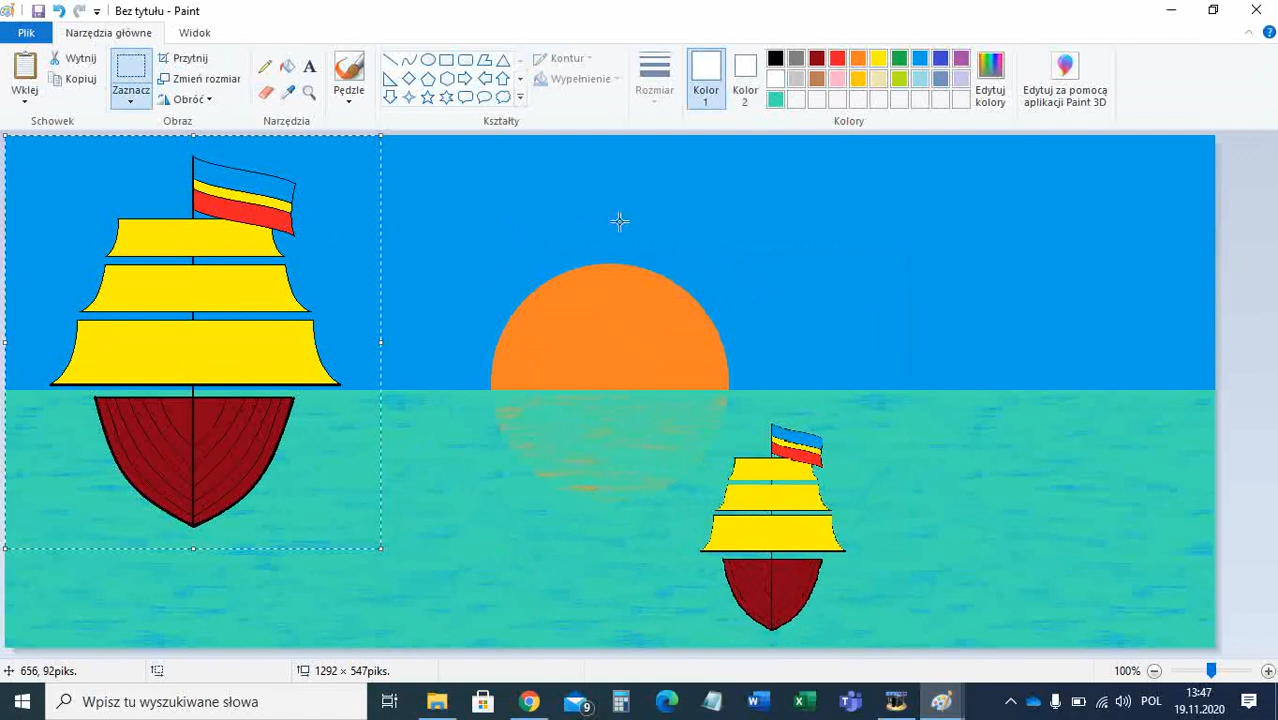 Bez tytułu - Paint
Plik
Narzędzia główne
Widok
Wklej
Wytnij
Kopiuj
Schowek
Zaznacz
Przytnij
Zmień rozmiar
Obróć
Obraz
A
Narzędzia
Pędzle
Kontur
Wypełnienie
Kształty
Rozmiar
Kolor
1
Kolor
2
Edytuj
kolory
Kolory
Edytuj za pomocą
aplikacji Paint 3D
656, 92piks.
1292 × 547piks.
100%
Wpisz tu wyszukiwane słowa
9
POL
13:47
19.11.2020